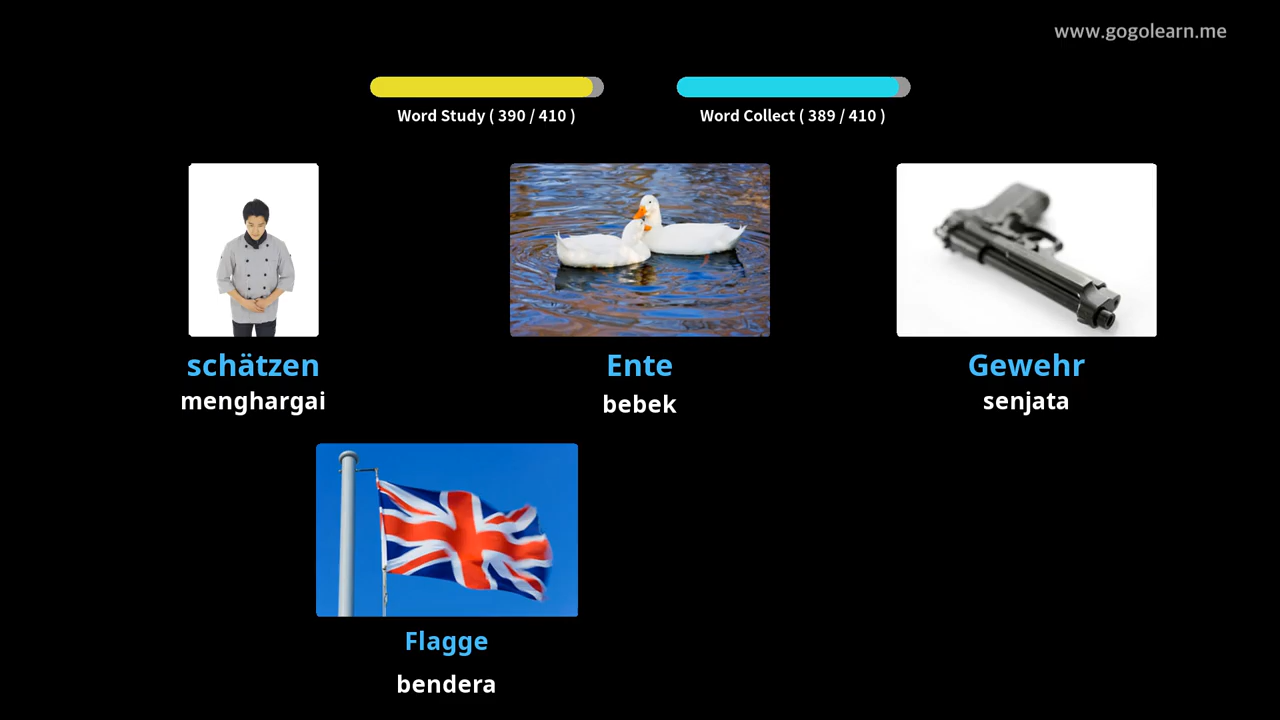 www.gogolearn.me
Word Study ( 390 / 410 )
Word Collect ( 389 / 410 )
schätzen
menghargai
Ente
bebek
Gewehr
senjata
Flagge
bendera